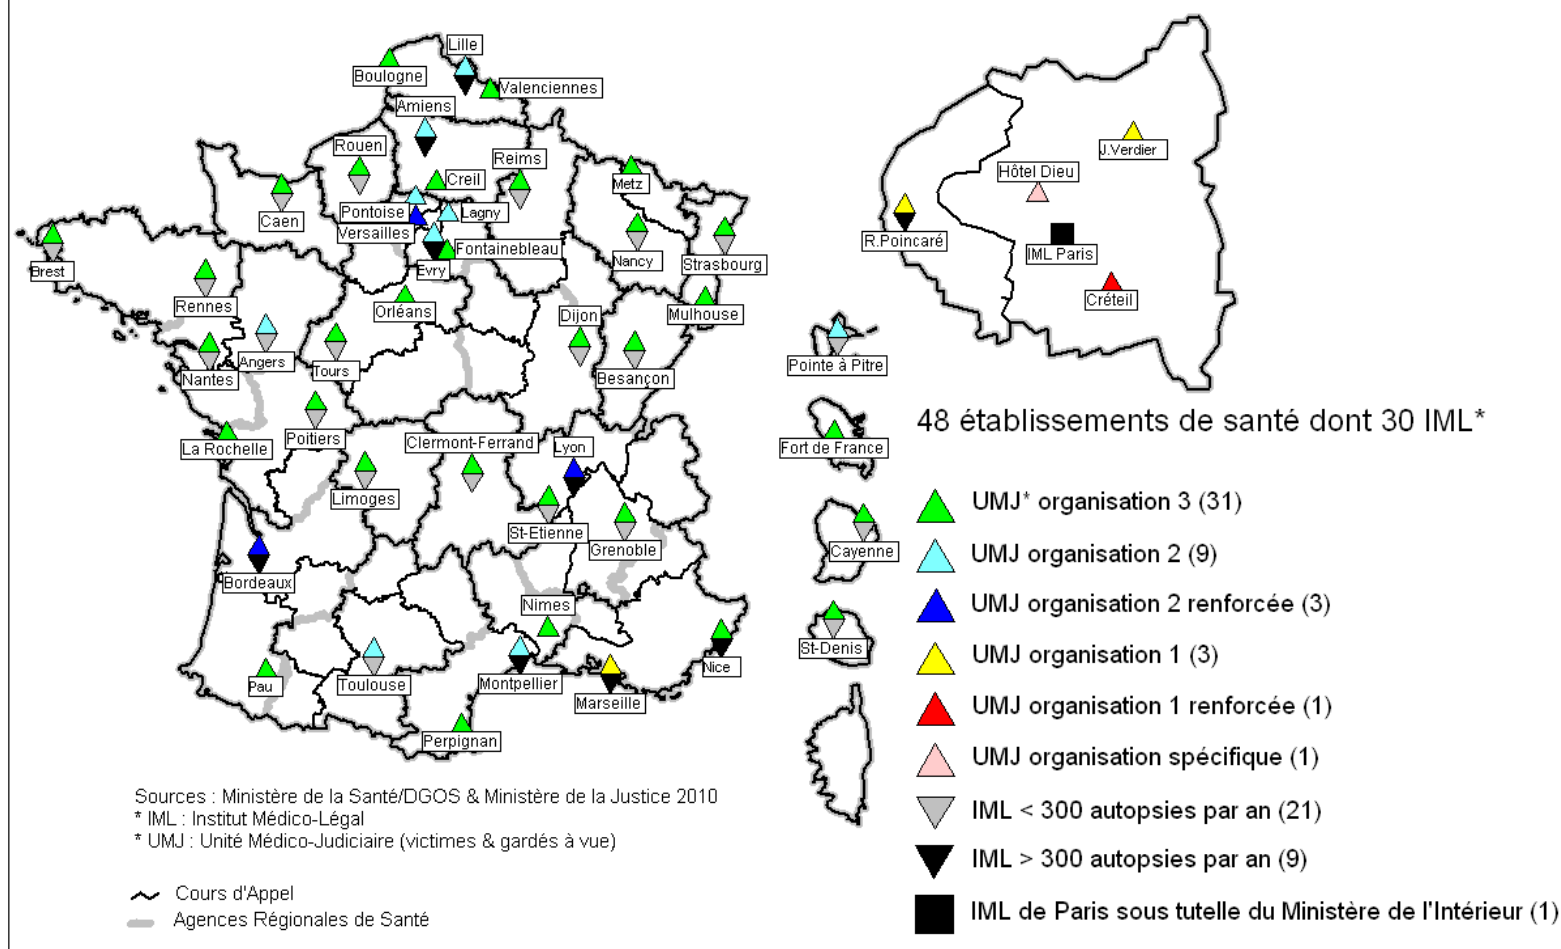 Lille
Boulogne
Valenciennes
Amiens
Rouen
Reims
Creil
Metz
Caen
Pontoise
Lagny
Versailles
Fontainebleau
Evry
Nancy
Strasbourg
Brest
Rennes
Orléans
Mulhouse
Dijon
Angers
Tours
Nantes
Besançon
La Rochelle
Poitiers
Clermont-Ferrand
Lyon
Limoges
St-Etienne
Grenoble
Bordeaux
Nimes
Pau
Toulouse
Montpellier
Marseille
Nice
Perpignan
J.Verdier
Hôtel Dieu
R.Poincaré
IML Paris
Créteil
Pointe à Pitre
Fort de France
Cayenne
St-Denis
48 établissements de santé dont 30 IML*
UMJ* organisation 3 (31)
UMJ organisation 2 (9)
UMJ organisation 2 renforcée (3)
UMJ organisation 1 (3)
UMJ organisation 1 renforcée (1)
UMJ organisation spécifique (1)
IML < 300 autopsies par an (21)
IML > 300 autopsies par an (9)
IML de Paris sous tutelle du Ministère de l'Intérieur (1)
Sources : Ministère de la Santé/DGOS & Ministère de la Justice 2010
* IML : Institut Médico-Légal
* UMJ : Unité Médico-Judiciaire (victimes & gardés à vue)
Cours d'Appel
Agences Régionales de Santé